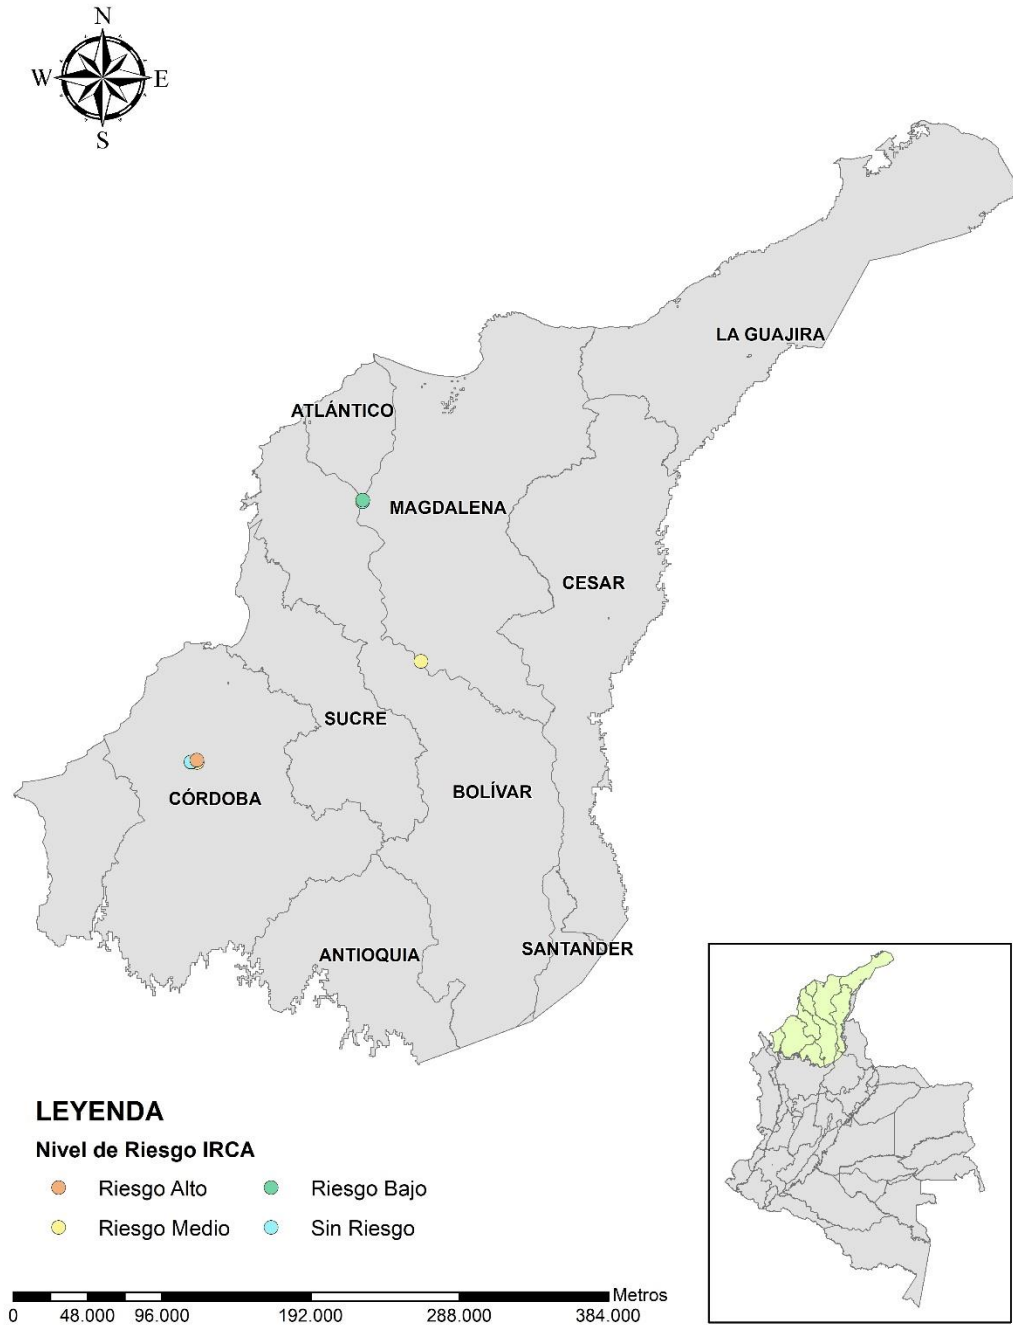 N
W E
S
LA GUAJIRA
ATLÁNTICO
MAGDALENA
CESAR
SUCRE
BOLÍVAR
CÓRDOBA
ANTIOQUIA
SANTANDER
LEYENDA
Nivel de Riesgo IRCA
Riesgo Alto Riesgo Bajo
Riesgo Medio Sin Riesgo
Metros
0 48.000 96.000 192.000 288.000 384.000